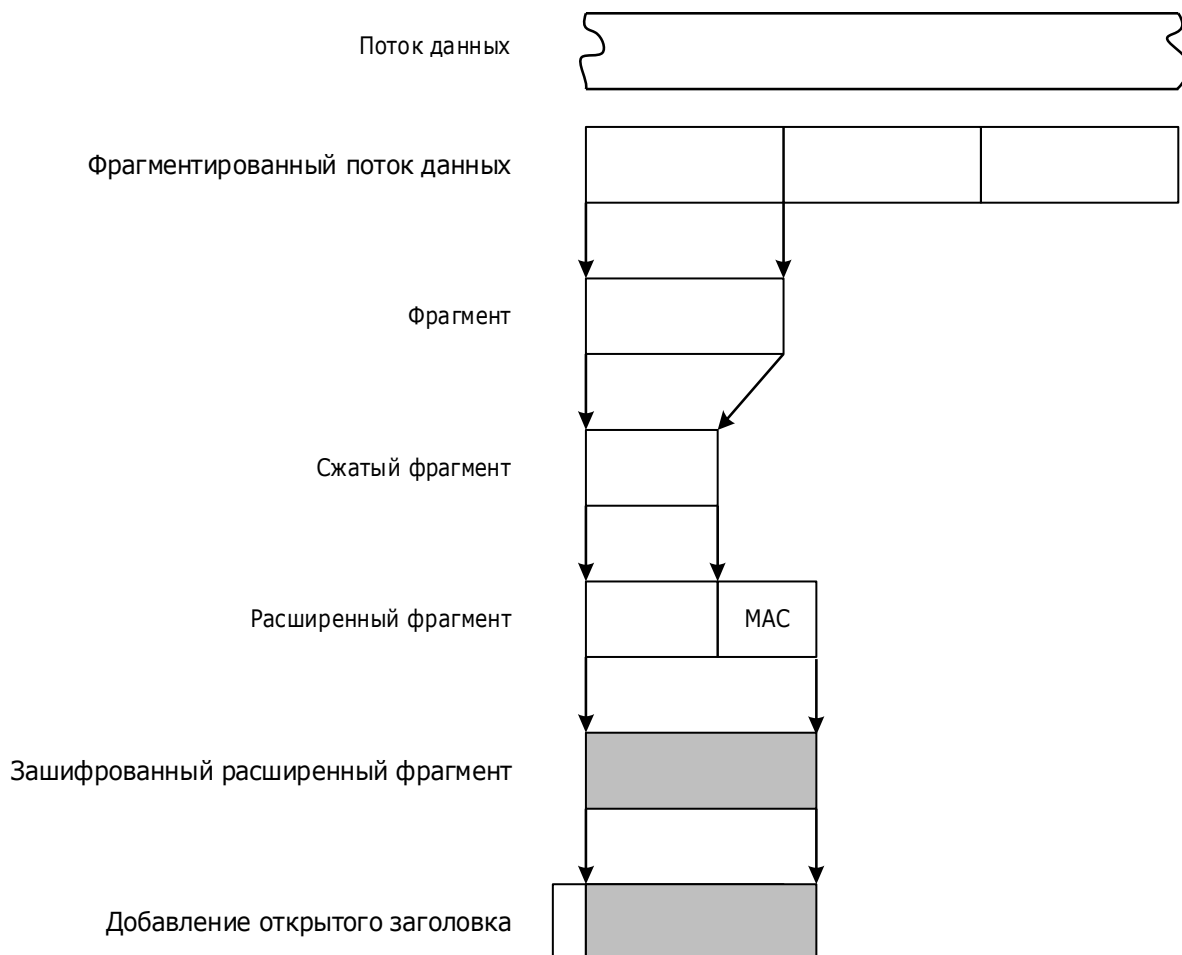 Поток данных
Фрагментированный поток данных
Фрагмент
Сжатый фрагмент
Расширенный фрагмент
MAC
Зашифрованный расширенный фрагмент
Добавление открытого заголовка